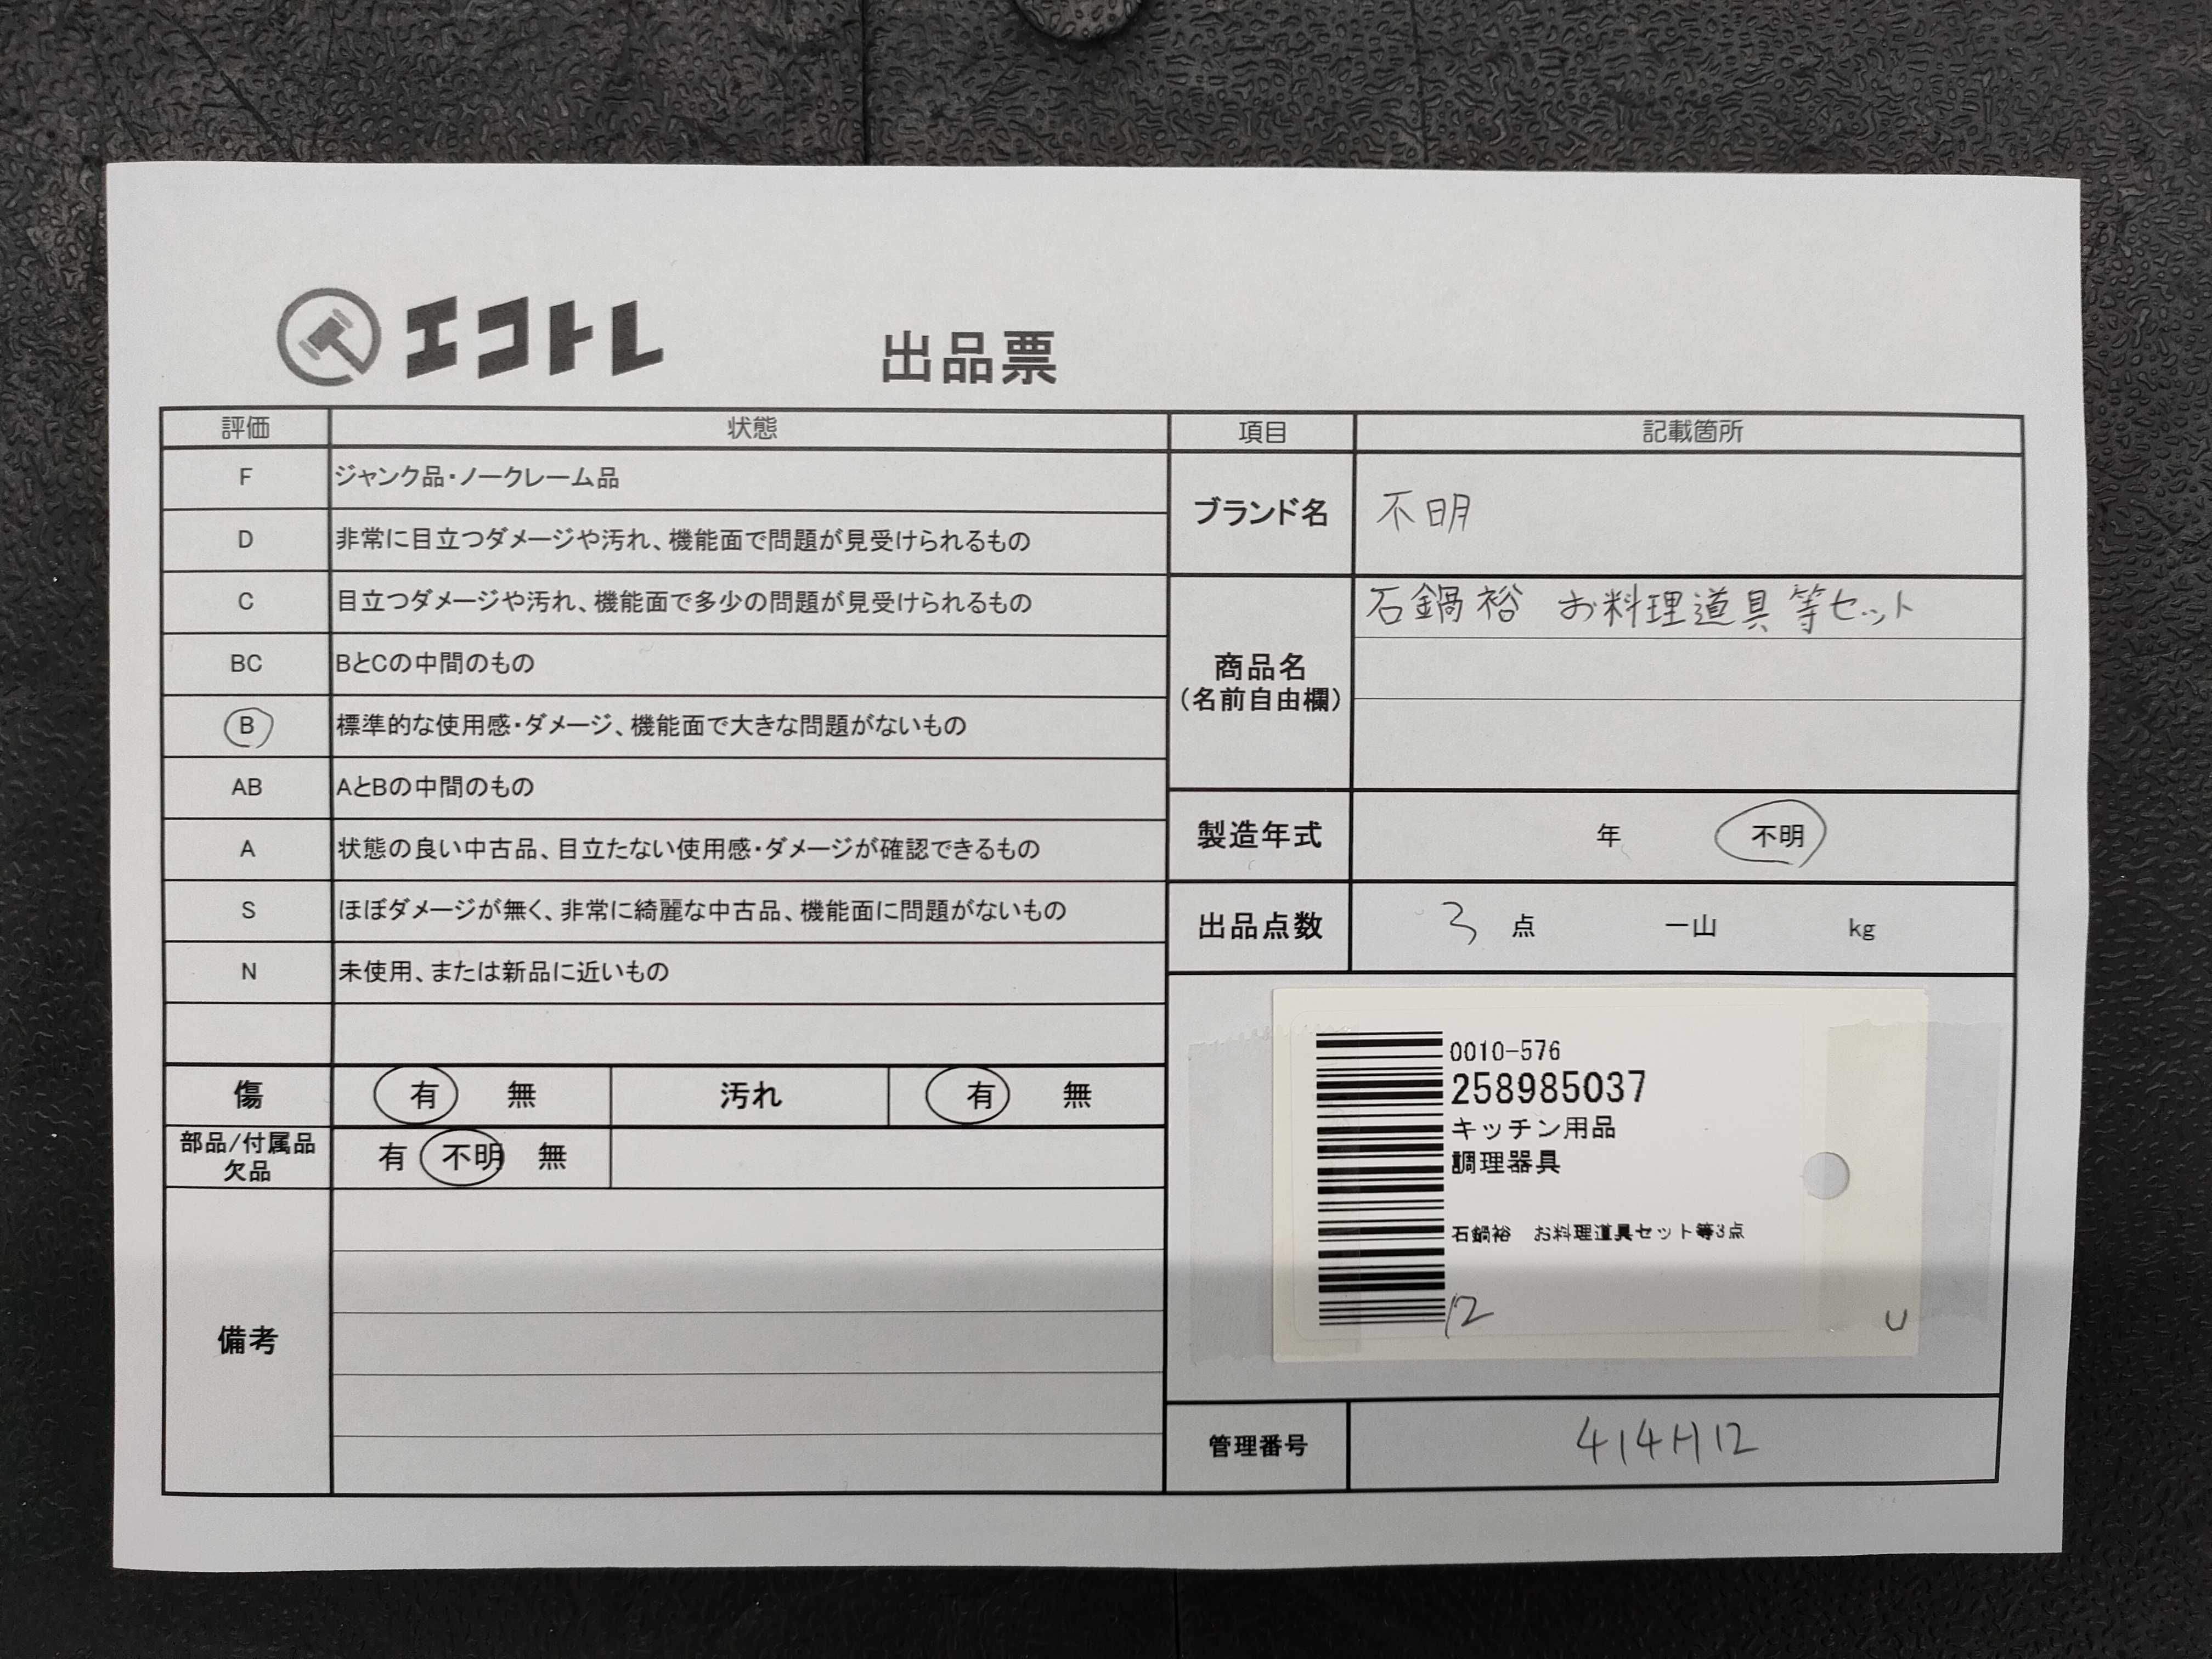 エコトレ 出品票
評価 状態
F ジャンク品・ノークレーム品
D 非常に目立つダメージや汚れ、機能面で問題が見受けられるもの
C 目立つダメージや汚れ、機能面で多少の問題が見受けられるもの
BC BとCの中間のもの
B 標準的な使用感・ダメージ、機能面で大きな問題がないもの
AB AとBの中間のもの
A 状態の良い中古品、目立たない使用感・ダメージが確認できるもの
S ほぼダメージが無く、非常に綺麗な中古品、機能面に問題がないもの
N 未使用、または新品に近いもの
傷 有 無 汚れ 有 無
部品/付属品
欠品 有 不明 無
備考
項目 記載箇所
ブランド名 不明
商品名
(名前自由欄)
石鍋裕 お料理道具等セット
製造年式 年 不明
出品点数 3 点 一山 kg
0010-576
258985037
キッチン用品
調理器具
石鍋裕 お料理道具セット等3点
12 U
管理番号 414H12